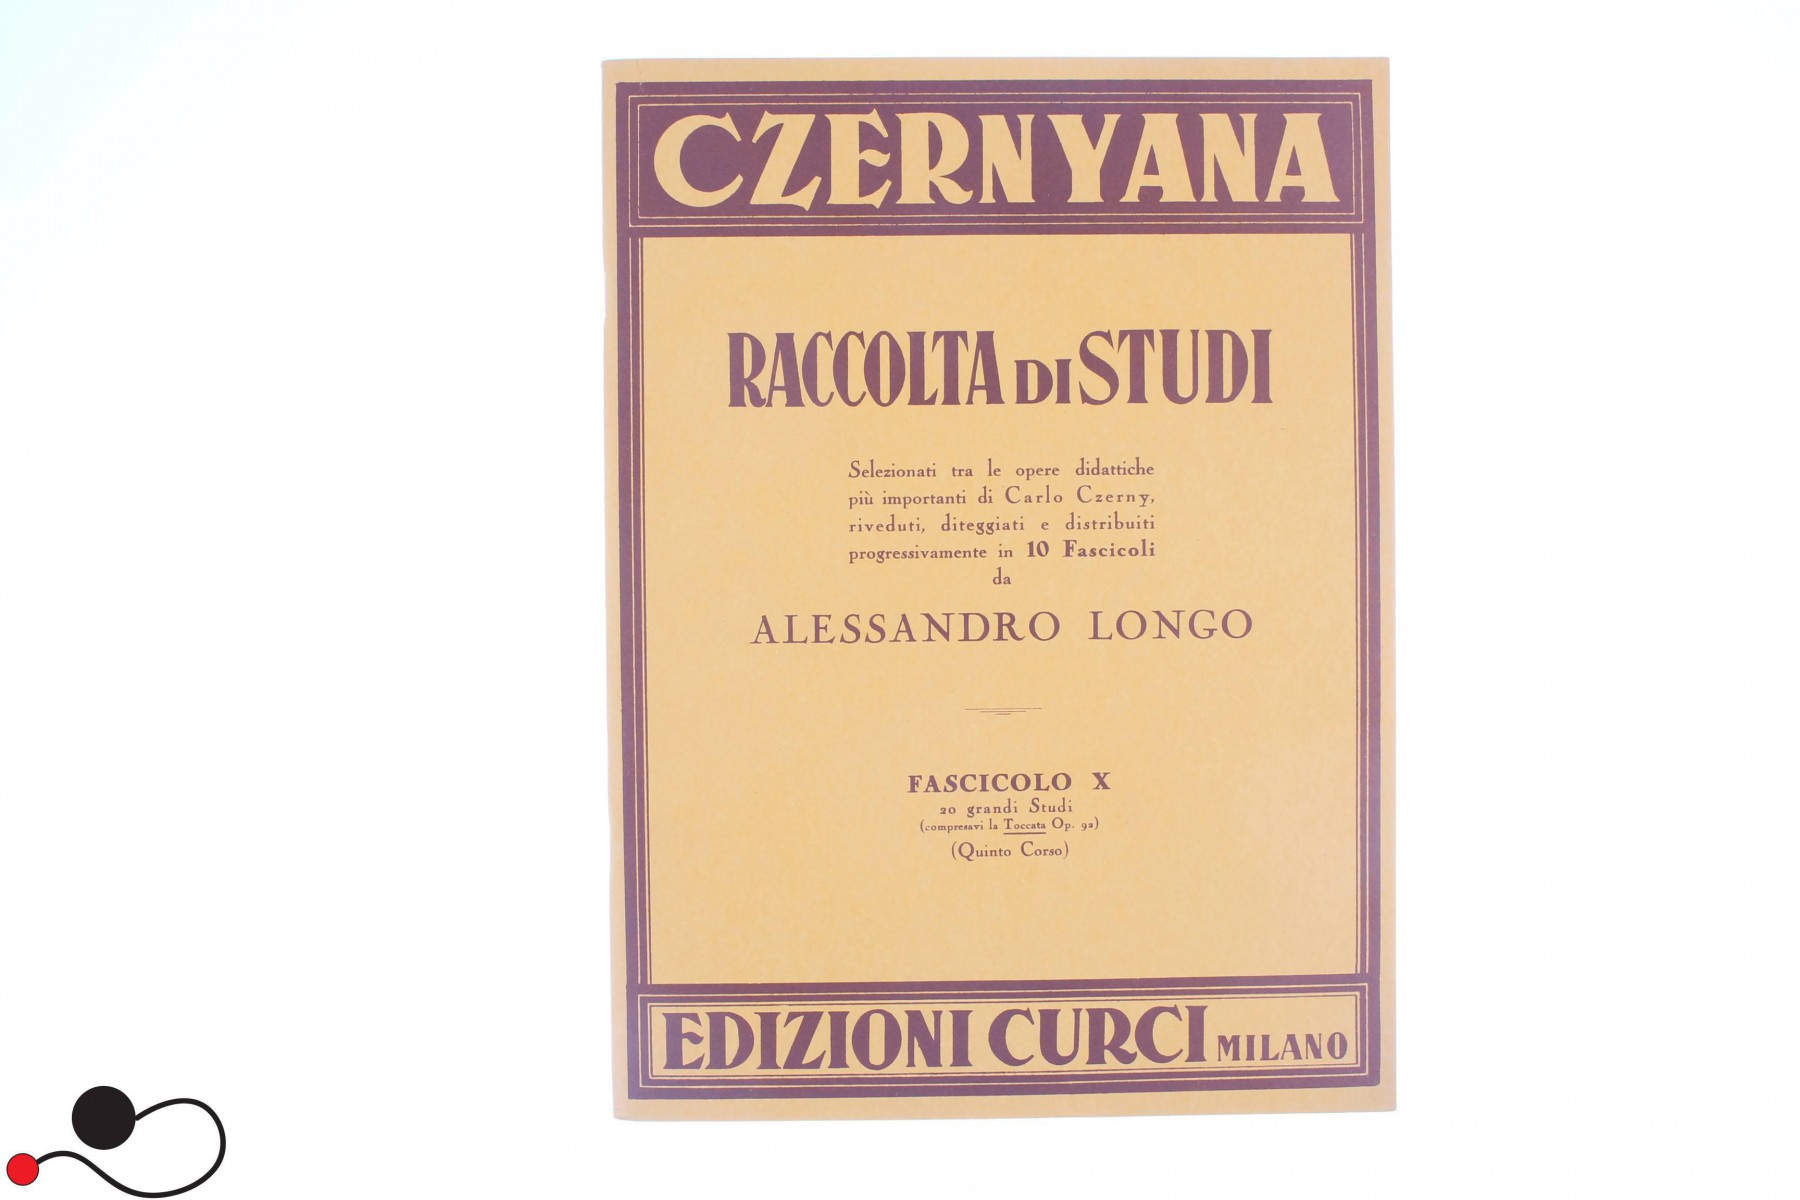 CZERNYANA
RACCOLTA DI STUDI
Selezionati tra le opere didattiche
più importanti di Carlo Czerny,
riveduti, diteggiati e distribuiti
progressivamente in 10 Fascicoli
da
ALESSANDRO LONGO
FASCICOLO X
20 grandi Studi
(compresavi la Toccata Op. 92)
(Quinto Corso)
EDIZIONI CURCI MILANO